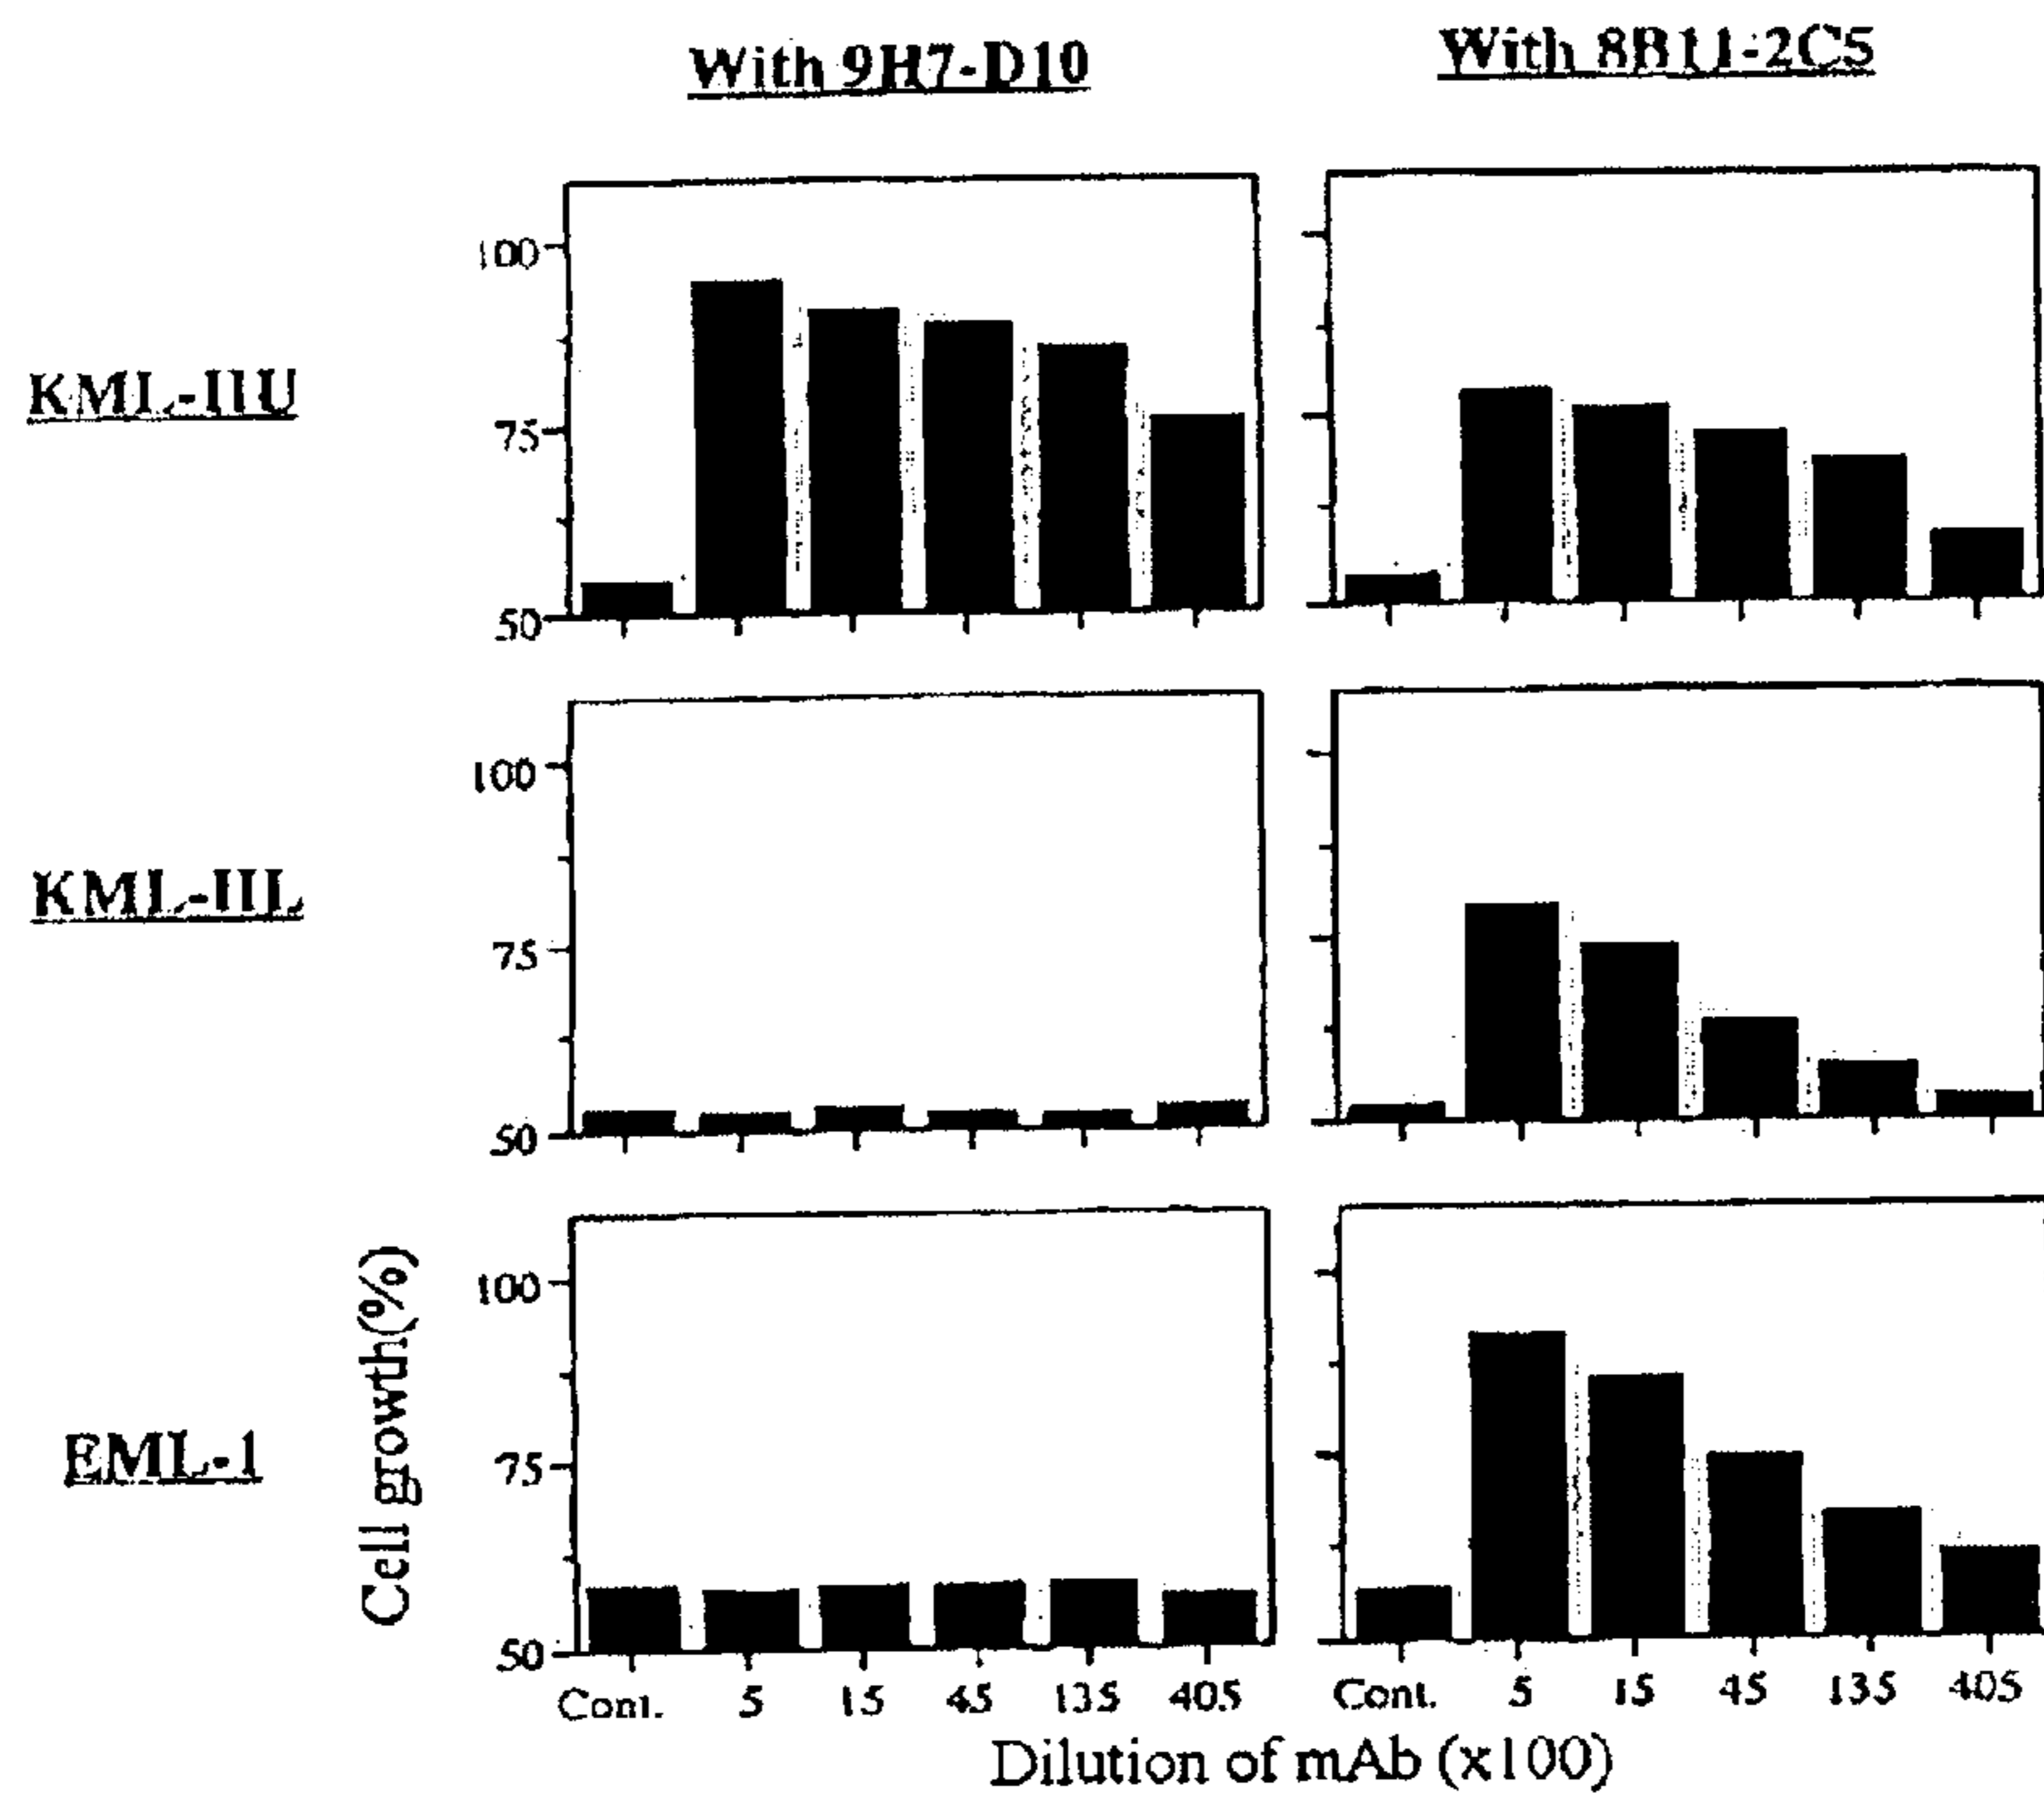 With 9H7-D10
With 8B11-2C5
KML-IIU
100
75
50
KML-IIL
100
75
50
EML-1
Cell growth(%)
100
75
50
Cont. 5 15 45 135 405
Cont. 5 15 45 135 405
Dilution of mAb (x100)